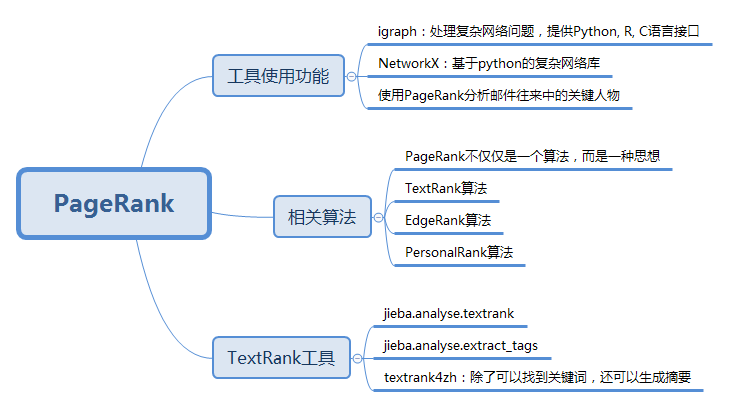 PageRank
工具使用功能
igraph：处理复杂网络问题，提供Python, R, C语言接口
NetworkX：基于python的复杂网络库
使用PageRank分析邮件往来中的关键人物
相关算法
PageRank不仅仅是一个算法，而是一种思想
TextRank算法
EdgeRank算法
PersonalRank算法
TextRank工具
jieba.analyse.textrank
jieba.analyse.extract_tags
textrank4zh：除了可以找到关键词，还可以生成摘要